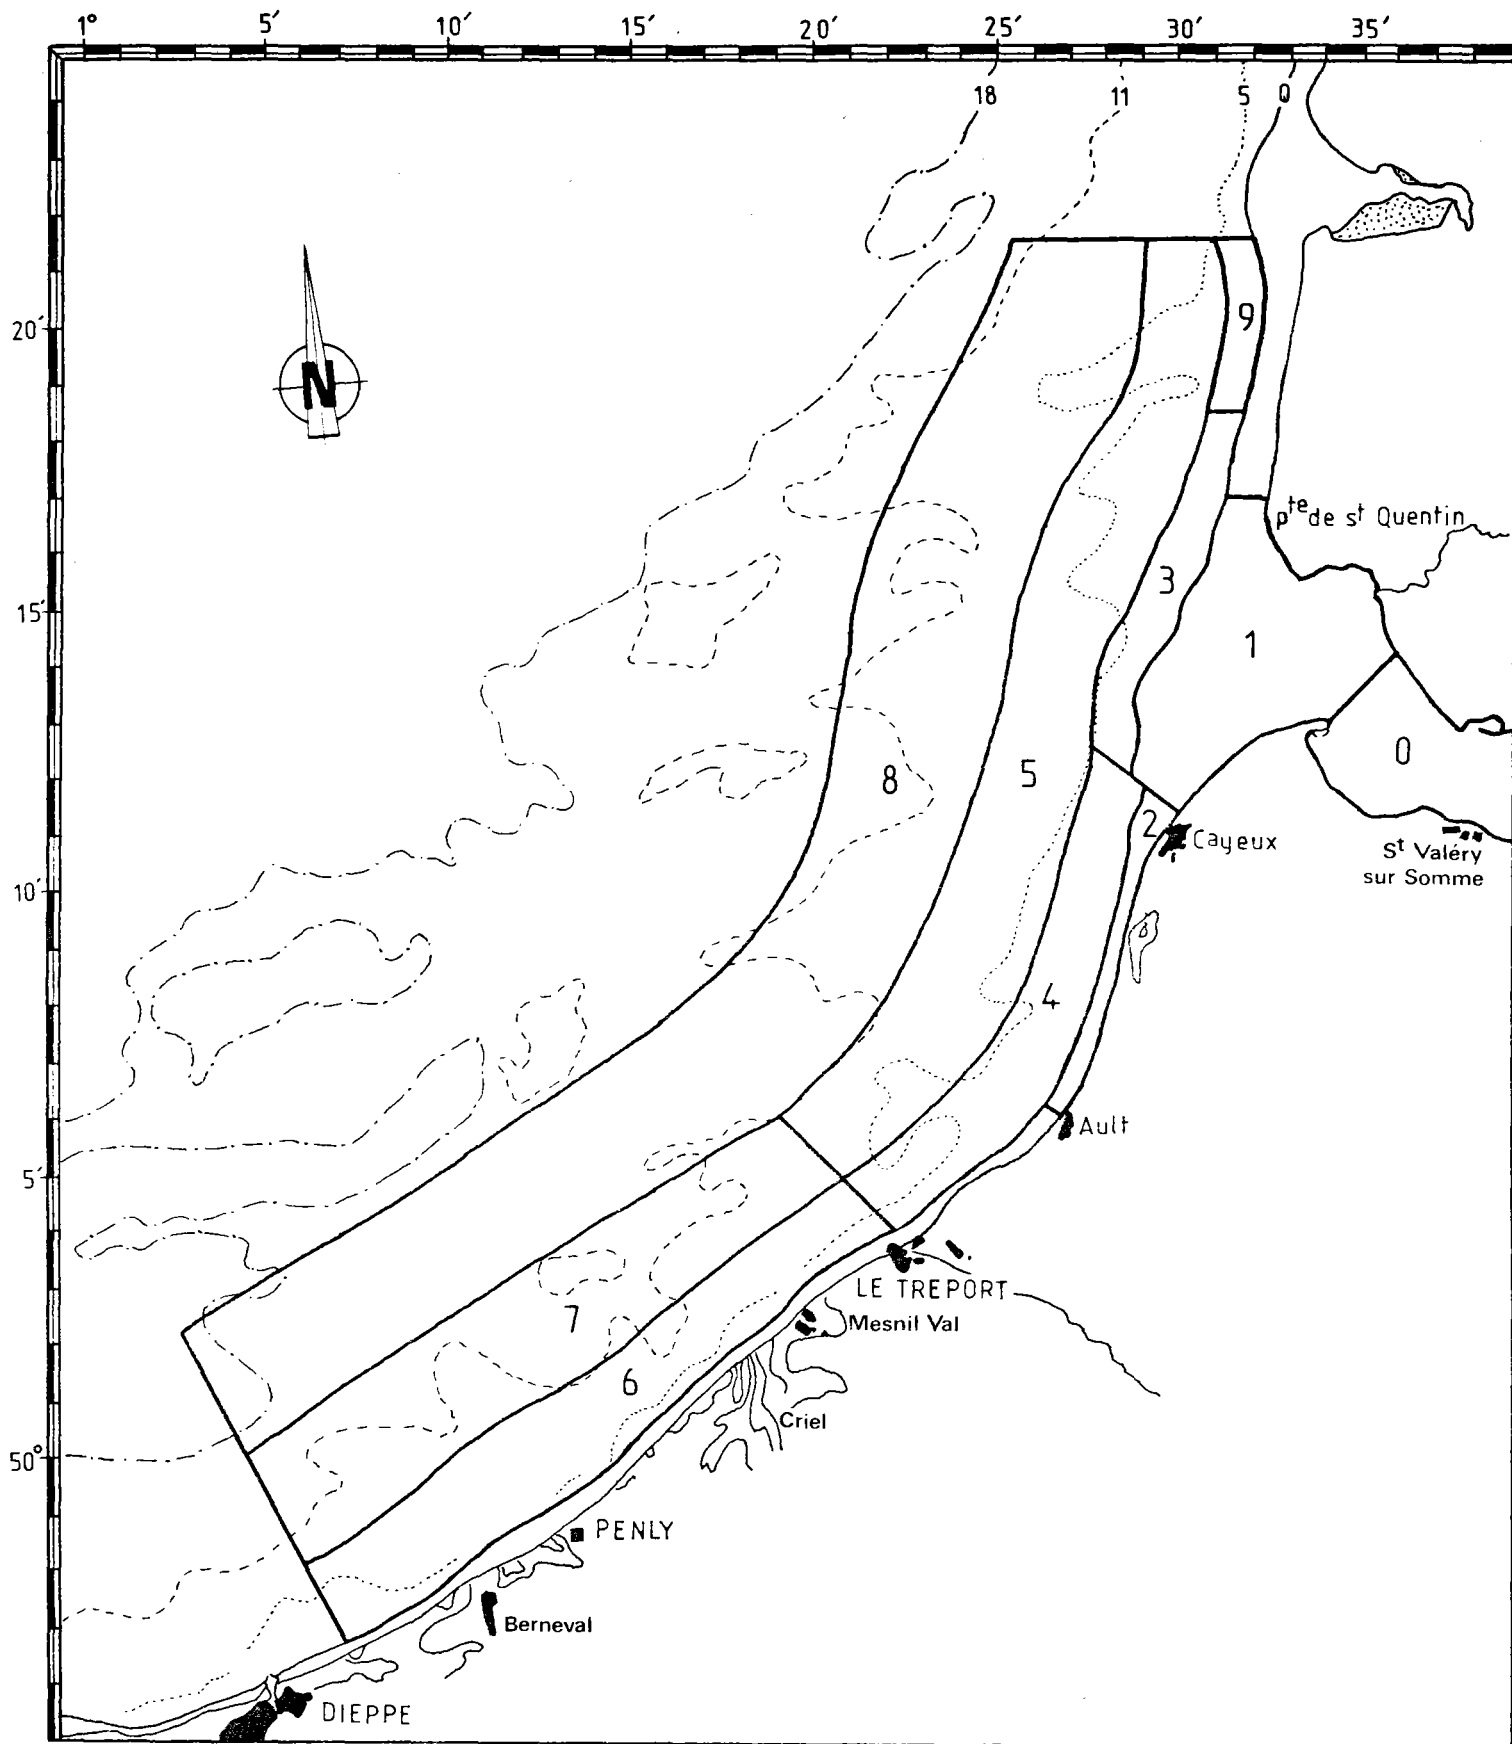 1° 5′ 10′ 15′ 20′ 25′ 30′ 35′
18 11 5 0
N
9
20′
pte de st Quentin
3
15′
1
0
8 5
2 Cayeux
St Valéry
sur Somme
10′
4
Ault
5′
LE TREPORT
7 Mesnil Val
6
Criel
50°
PENLY
Berneval
DIEPPE